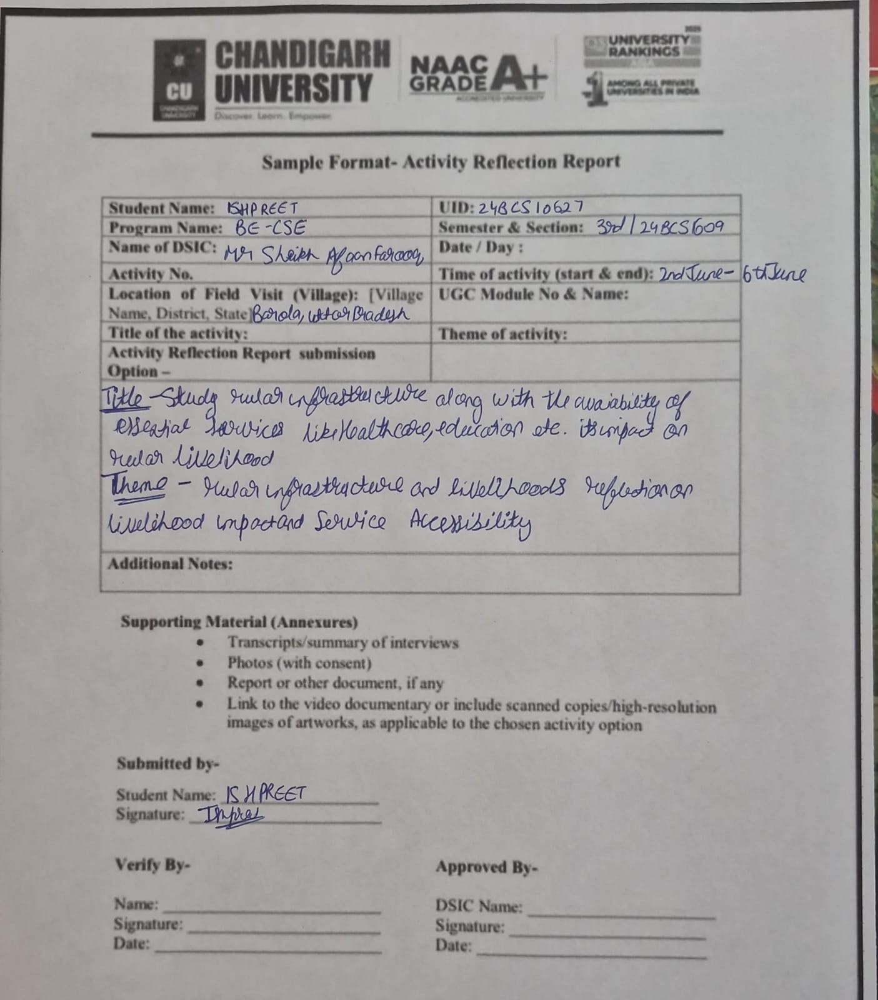 CU
CHANDIGARH
UNIVERSITY
CHANDIGARH
UNIVERSITY
Discover. Learn. Empower.
NAAC
GRADE A+
ACCREDITED UNIVERSITY
2025
UNIVERSITY
RANKINGS
ASIA
1 AMONG ALL PRIVATE
UNIVERSITIES IN INDIA
Sample Format- Activity Reflection Report
Student Name: ISHPREET
UID: 24BCS10627
Program Name: BE-CSE
Semester & Section: 3rd / 24BCS609
Name of DSIC: Mr Sheikh Afaan Farooq
Date / Day :
Activity No.
Time of activity (start & end): 2nd June - 6th June
Location of Field Visit (Village): [Village
Name, District, State] Barola, Uttar Pradesh
UGC Module No & Name:
Title of the activity:
Theme of activity:
Activity Reflection Report submission
Option –
Title - Study rular infrastructure along with the avaiability of
essential services like Healthcare, education etc. its impact on
rular livelihood
Theme - rular infrastructure and livelihoods reflection on
livelihood impact and Service Accessibility
Additional Notes:
Supporting Material (Annexures)
• Transcripts/summary of interviews
• Photos (with consent)
• Report or other document, if any
• Link to the video documentary or include scanned copies/high-resolution
images of artworks, as applicable to the chosen activity option
Submitted by-
Student Name: ISHPREET
Signature:
Verify By-
Approved By-
Name:
DSIC Name:
Signature:
Signature:
Date:
Date: